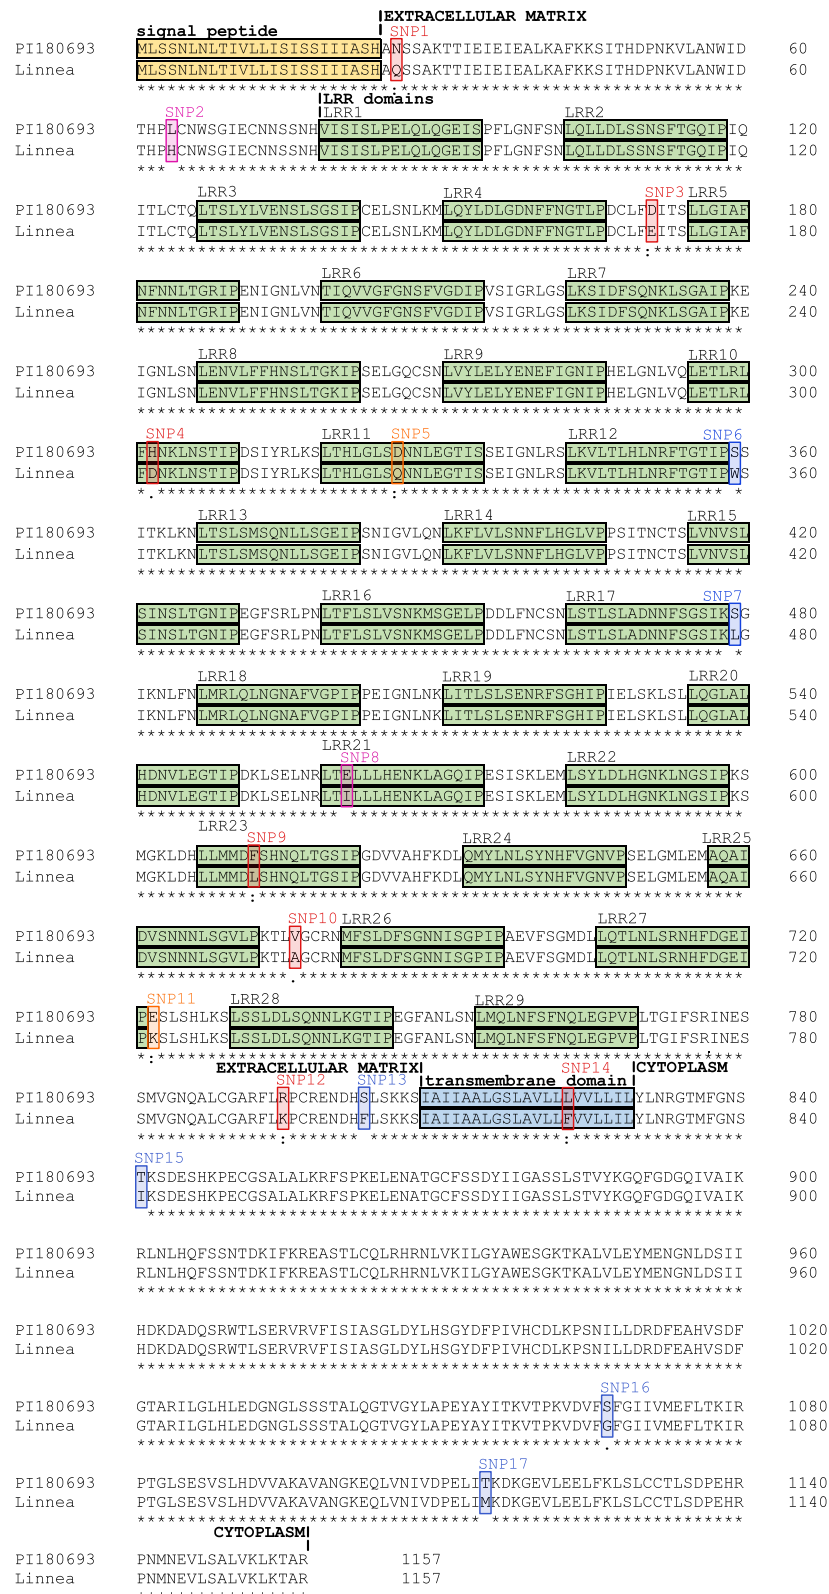 EXTRACELLULAR MATRIX
signal peptide SNP1
PI180693 MLSSNLNLTIVLLISISSIIIASHANSSAKTTIEIEIEALKAFKKSITHDPNKVLANWID 60
Linnea MLSSNLNLTIVLLISISSIIIASHAQSSAKTTIEIEIEALKAFKKSITHDPNKVLANWID 60
*************************:**********************************
LRR domains
SNP2 LRR1 LRR2
PI180693 THPLCNWSGIECNNSSNHVISISLPELQLQGEISPFLGNFSNLQLLDLSSNSFTGQIPIQ 120
Linnea THPHCNWSGIECNNSSNHVISISLPELQLQGEISPFLGNFSNLQLLDLSSNSFTGQIPIQ 120
*** ********************************************************
LRR3 LRR4 SNP3 LRR5
PI180693 ITLCTQLTSLYLVENSLSGSIPCELSNLKMLQYLDLGDNFFNGTLPDCLFDITSLLGIAF 180
Linnea ITLCTQLTSLYLVENSLSGSIPCELSNLKMLQYLDLGDNFFNGTLPDCLFEITSLLGIAF 180
**************************************************:*********
LRR6 LRR7
PI180693 NFNNLTGRIPENIGNLVNTIQVVGFGNSFVGDIPVSIGRLGSLKSIDFSQNKLSGAIPKE 240
Linnea NFNNLTGRIPENIGNLVNTIQVVGFGNSFVGDIPVSIGRLGSLKSIDFSQNKLSGAIPKE 240
************************************************************
LRR8 LRR9 LRR10
PI180693 IGNLSNLENVLFFHNSLTGKIPSELGQCSNLVYLELYENEFIGNIPHELGNLVQLETLRL 300
Linnea IGNLSNLENVLFFHNSLTGKIPSELGQCSNLVYLELYENEFIGNIPHELGNLVQLETLRL 300
************************************************************
SNP4 LRR11 SNP5 LRR12 SNP6
PI180693 FHNKLNSTIPDSIYRLKSLTHLGLSDNNLEGTISSEIGNLRSLKVLTLHLNRFTGTIPSS 360
Linnea FDNKLNSTIPDSIYRLKSLTHLGLSQNNLEGTISSEIGNLRSLKVLTLHLNRFTGTIPWS 360
*.***********************:******************************** *
LRR13 LRR14 LRR15
PI180693 ITKLKNLTSLSMSQNLLSGEIPSNIGVLQNLKFLVLSNNFLHGLVPPSITNCTSLVNVSL 420
Linnea ITKLKNLTSLSMSQNLLSGEIPSNIGVLQNLKFLVLSNNFLHGLVPPSITNCTSLVNVSL 420
************************************************************
LRR16 LRR17 SNP7
PI180693 SINSLTGNIPEGFSRLPNLTFLSLVSNKMSGELPDDLFNCSNLSTLSLADNNFSGSIKSG 480
Linnea SINSLTGNIPEGFSRLPNLTFLSLVSNKMSGELPDDLFNCSNLSTLSLADNNFSGSIKLG 480
********************************************************** *
LRR18 LRR19 LRR20
PI180693 IKNLFNLMRLQLNGNAFVGPIPPEIGNLNKLITLSLSENRFSGHIPIELSKLSLLQGLAL 540
Linnea IKNLFNLMRLQLNGNAFVGPIPPEIGNLNKLITLSLSENRFSGHIPIELSKLSLLQGLAL 540
************************************************************
LRR21
SNP8 LRR22
PI180693 HDNVLEGTIPDKLSELNRLTELLLHENKLAGQIPESISKLEMLSYLDLHGNKLNGSIPKS 600
Linnea HDNVLEGTIPDKLSELNRLTILLLHENKLAGQIPESISKLEMLSYLDLHGNKLNGSIPKS 600
******************** ***************************************
LRR23
SNP9 LRR24 LRR25
PI180693 MGKLDHLLMMDFSHNQLTGSIPGDVVAHFKDLQMYLNLSYNHFVGNVPSELGMLEMAQAI 660
Linnea MGKLDHLLMMDLSHNQLTGSIPGDVVAHFKDLQMYLNLSYNHFVGNVPSELGMLEMAQAI 660
***********:************************************************
SNP10 LRR26 LRR27
PI180693 DVSNNNLSGVLPKTLVGCRNMFSLDFSGNNISGPIPAEVFSGMDLLQTLNLSRNHFDGEI 720
Linnea DVSNNNLSGVLPKTLAGCRNMFSLDFSGNNISGPIPAEVFSGMDLLQTLNLSRNHFDGEI 720
***************.********************************************
SNP11 LRR28 LRR29
PI180693 PESLSHLKSLSSLDLSQNNLKGTIPEGFANLSNLMQLNFSFNQLEGPVPLTGIFSRINES 780
Linnea PKSLSHLKSLSSLDLSQNNLKGTIPEGFANLSNLMQLNFSFNQLEGPVPLTGIFSRINES 780
*:**********************************************************
EXTRACELLULAR MATRIX CYTOPLASM
SNP12 SNP13 transmembrane domain SNP14
PI180693 SMVGNQALCGARFLRPCRENDHSLSKKSIAIIAALGSLAVLLLVVLLILYLNRGTMFGNS 840
Linnea SMVGNQALCGARFLKPCRENDHFLSKKSIAIIAALGSLAVLLFVVLLILYLNRGTMFGNS 840
**************:******* *******************:*****************
SNP15
PI180693 TKSDESHKPECGSALALKRFSPKELENATGCFSSDYIIGASSLSTVYKGQFGDGQIVAIK 900
Linnea IKSDESHKPECGSALALKRFSPKELENATGCFSSDYIIGASSLSTVYKGQFGDGQIVAIK 900
***********************************************************
PI180693 RLNLHQFSSNTDKIFKREASTLCQLRHRNLVKILGYAWESGKTKALVLEYMENGNLDSII 960
Linnea RLNLHQFSSNTDKIFKREASTLCQLRHRNLVKILGYAWESGKTKALVLEYMENGNLDSII 960
************************************************************
PI180693 HDKDADQSRWTLSERVRVFISIASGLDYLHSGYDFPIVHCDLKPSNILLDRDFEAHVSDF 1020
Linnea HDKDADQSRWTLSERVRVFISIASGLDYLHSGYDFPIVHCDLKPSNILLDRDFEAHVSDF 1020
************************************************************
SNP16
PI180693 GTARILGLHLEDGNGLSSSTALQGTVGYLAPEYAYITKVTPKVDVFSFGIIVMEFLTKIR 1080
Linnea GTARILGLHLEDGNGLSSSTALQGTVGYLAPEYAYITKVTPKVDVFGFGIIVMEFLTKIR 1080
**********************************************.*************
SNP17
PI180693 PTGLSESVSLHDVVAKAVANGKEQLVNIVDPELITKDKGEVLEELFKLSLCCTLSDPEHR 1140
Linnea PTGLSESVSLHDVVAKAVANGKEQLVNIVDPELIMKDKGEVLEELFKLSLCCTLSDPEHR 1140
********************************** *************************
CYTOPLASM
PI180693 PNMNEVLSALVKLKTAR 1157
Linnea PNMNEVLSALVKLKTAR 1157
*****************